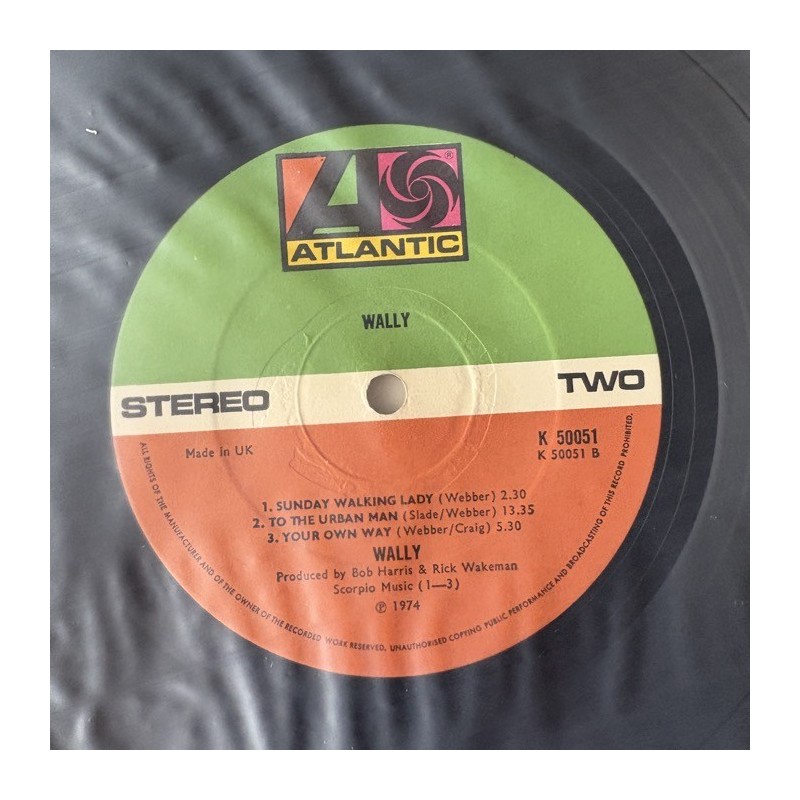 ATLANTIC
®
WALLY
STEREO
TWO
Made in UK
K 50051
K 50051 B
1. SUNDAY WALKING LADY (Webber) 2.30
2. TO THE URBAN MAN (Slade/Webber) 13.35
3. YOUR OWN WAY (Webber/Craig) 5.30
WALLY
Produced by Bob Harris & Rick Wakeman
Scorpio Music (1—3)
℗ 1974
ALL RIGHTS OF THE MANUFACTURER AND OF THE OWNER OF THE RECORDED WORK RESERVED. UNAUTHORISED COPYING PUBLIC PERFORMANCE AND BROADCASTING OF THIS RECORD PROHIBITED.